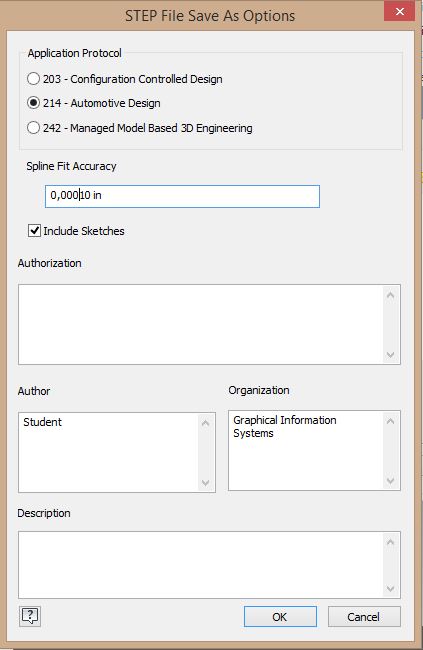 STEP File Save As Options
Application Protocol
203 - Configuration Controlled Design
214 - Automotive Design
242 - Managed Model Based 3D Engineering
Spline Fit Accuracy
0,00010 in
Include Sketches
Authorization
Author
Organization
Student
Graphical Information
Systems
Description
OK
Cancel